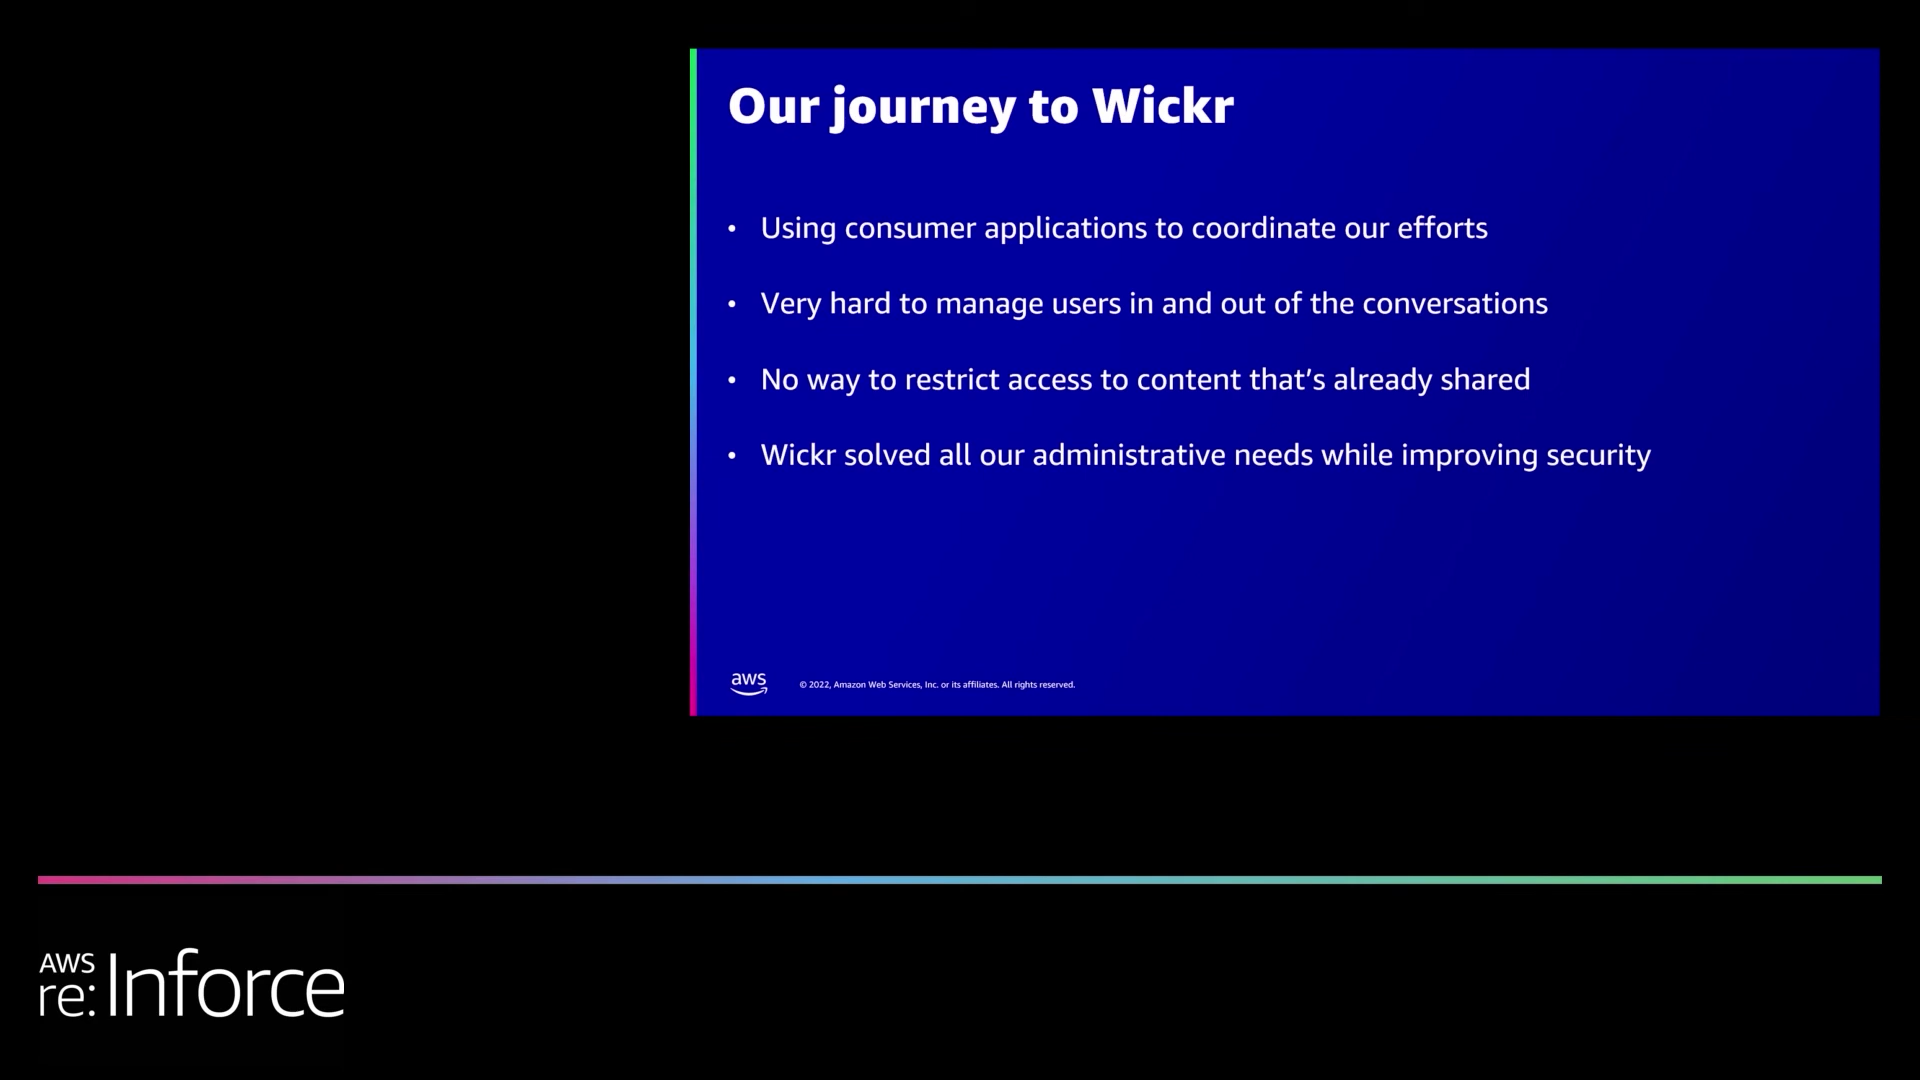 Our journey to Wickr
• Using consumer applications to coordinate our efforts
• Very hard to manage users in and out of the conversations
• No way to restrict access to content that’s already shared
• Wickr solved all our administrative needs while improving security
aws
© 2022, Amazon Web Services, Inc. or its affiliates. All rights reserved.
AWS
re:Inforce